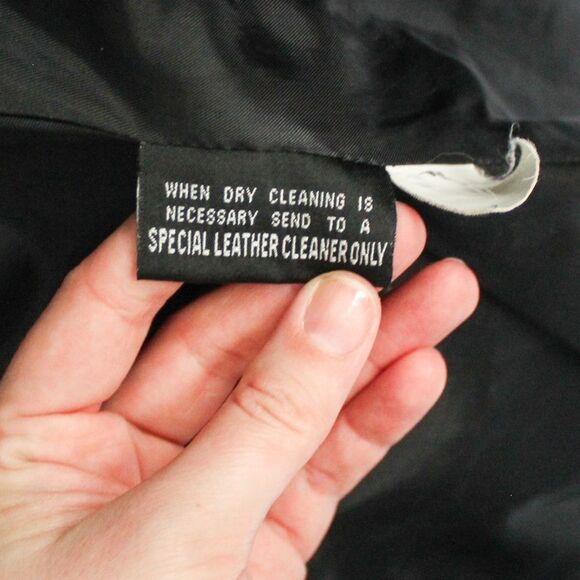 WHEN DRY CLEANING IS
NECESSARY SEND TO A
SPECIAL LEATHER CLEANER ONLY